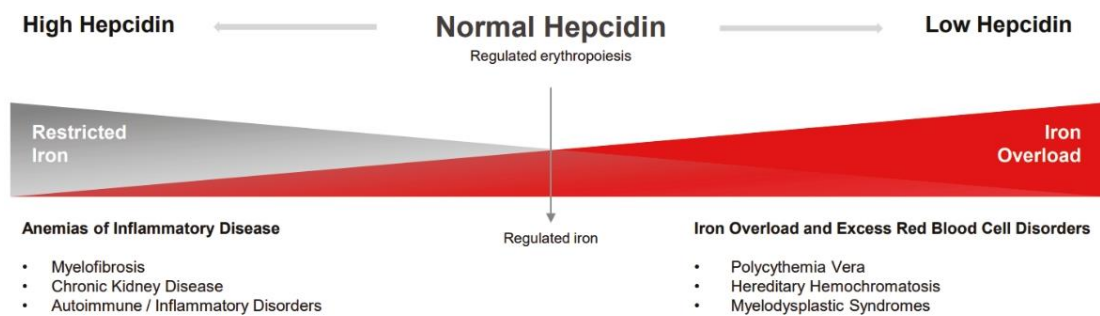 High Hepcidin
Normal Hepcidin
Low Hepcidin
Regulated erythropoiesis
Restricted
Iron
Iron
Overload
Anemias of Inflammatory Disease
• Myelofibrosis
• Chronic Kidney Disease
• Autoimmune / Inflammatory Disorders
Regulated iron
Iron Overload and Excess Red Blood Cell Disorders
• Polycythemia Vera
• Hereditary Hemochromatosis
• Myelodysplastic Syndromes